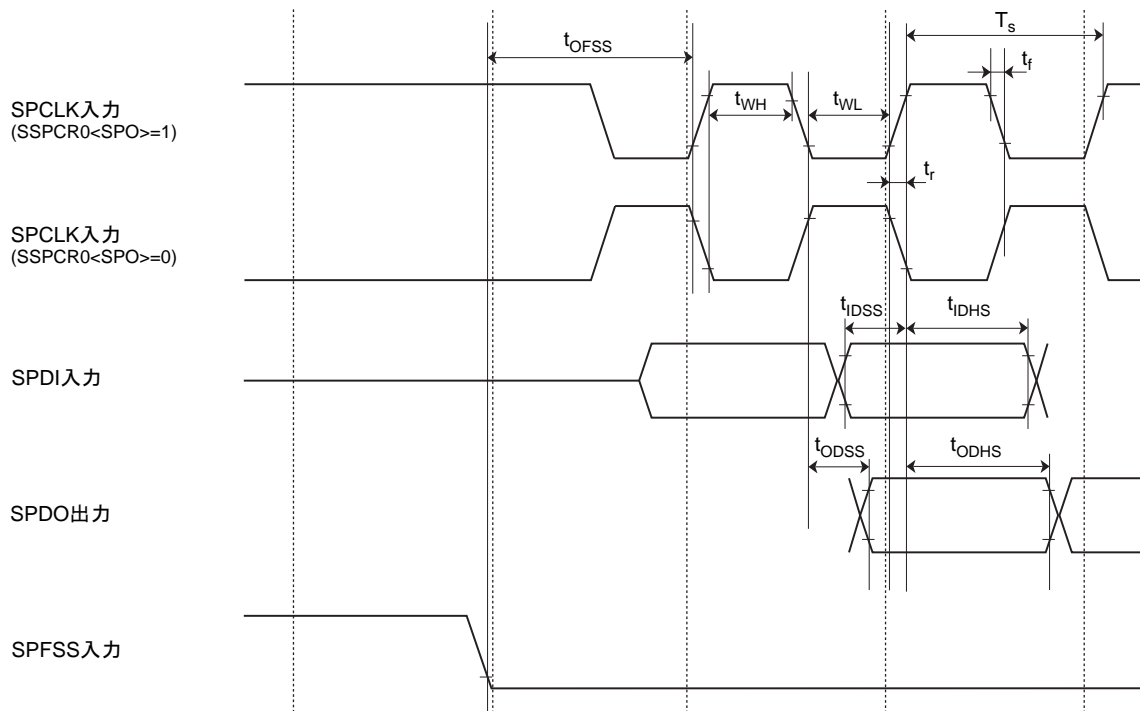 T_s
t_OFSS
t_f
SPCLK入力
(SSPCR0<SPO>=1)
t_WH
t_WL
t_r
SPCLK入力
(SSPCR0<SPO>=0)
t_IDSS
t_IDHS
SPDI入力
t_ODSS
t_ODHS
SPDO出力
SPFSS入力